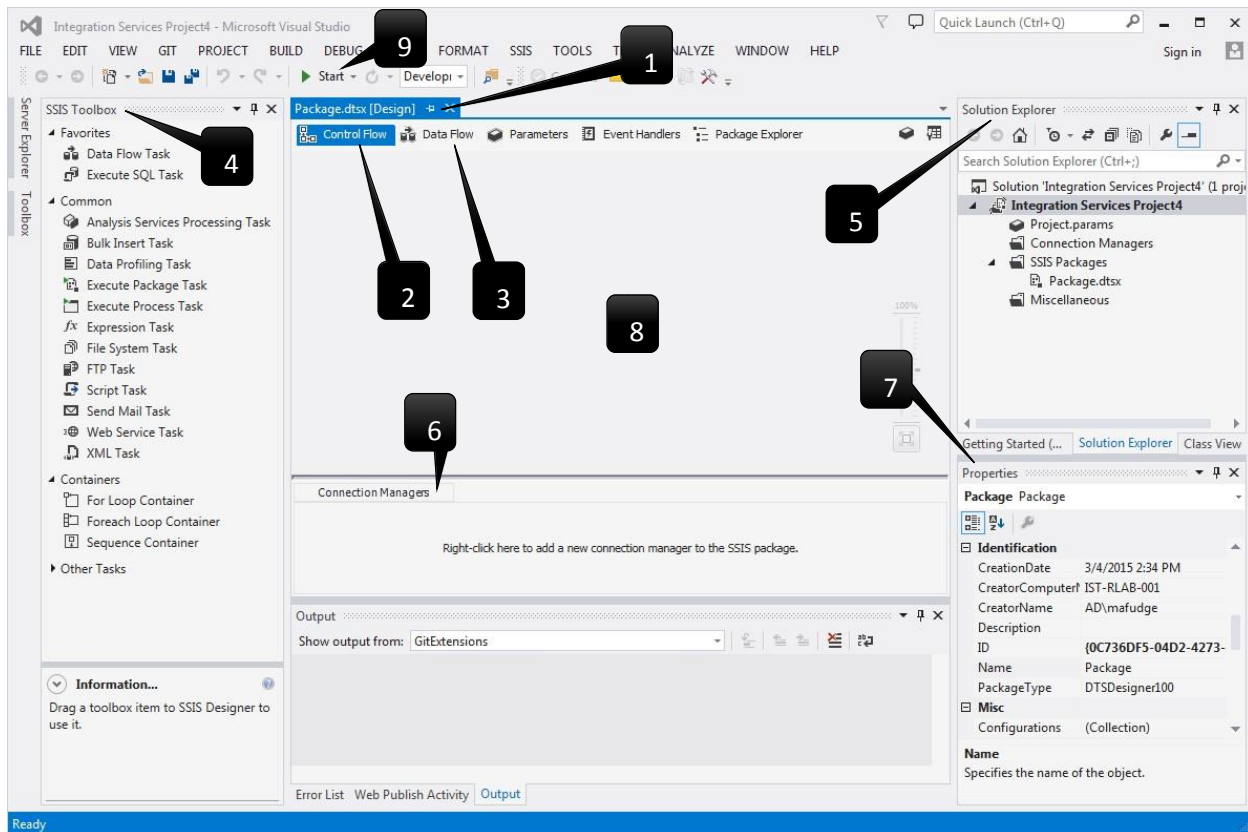 Integration Services Project4 - Microsoft Visual Studio
Quick Launch (Ctrl+Q)
FILE EDIT VIEW GIT PROJECT BUILD DEBUG FORMAT SSIS TOOLS WINDOW HELP
Sign in
9
1
Start
Server Explorer
Toolbox
SSIS Toolbox
Favorites
Data Flow Task
Execute SQL Task
Common
Analysis Services Processing Task
Bulk Insert Task
Data Profiling Task
Execute Package Task
Execute Process Task
fx Expression Task
File System Task
FTP Task
Script Task
Send Mail Task
Web Service Task
XML Task
Containers
For Loop Container
Foreach Loop Container
Sequence Container
Other Tasks
4
Information...
Drag a toolbox item to SSIS Designer to
use it.
Package.dtsx [Design]
Control Flow Data Flow Parameters Event Handlers Package Explorer
2
3
8
100%
6
Connection Managers
Right-click here to add a new connection manager to the SSIS package.
Output
Show output from: GitExtensions
Error List Web Publish Activity Output
Solution Explorer
5
Search Solution Explorer (Ctrl+;)
Solution 'Integration Services Project4' (1 proj
Integration Services Project4
Project.params
Connection Managers
SSIS Packages
Package.dtsx
Miscellaneous
7
Getting Started (... Solution Explorer Class View
Properties
Package Package
Identification
CreationDate 3/4/2015 2:34 PM
CreatorComputerN IST-RLAB-001
CreatorName AD\mafudge
Description
ID {0C736DF5-04D2-4273-
Name Package
PackageType DTSDesigner100
Misc
Configurations (Collection)
Name
Specifies the name of the object.
Ready